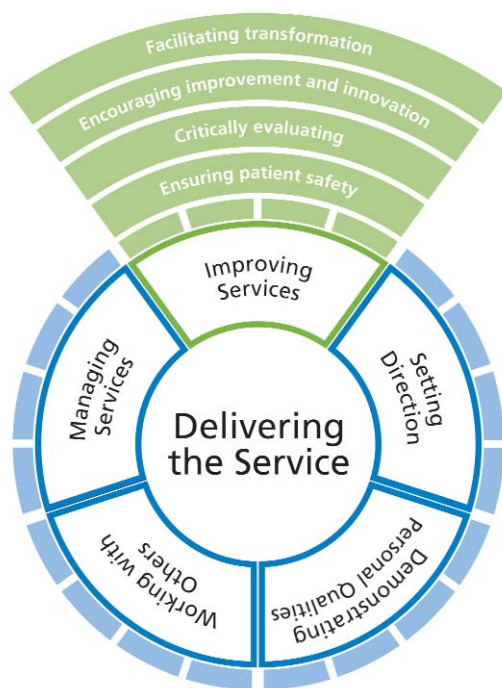 Facilitating transformation
Encouraging improvement and innovation
Critically evaluating
Ensuring patient safety
Improving
Services
Managing
Services
Setting
Direction
Delivering
the Service
Working with
Others
Demonstrating
Personal Qualities